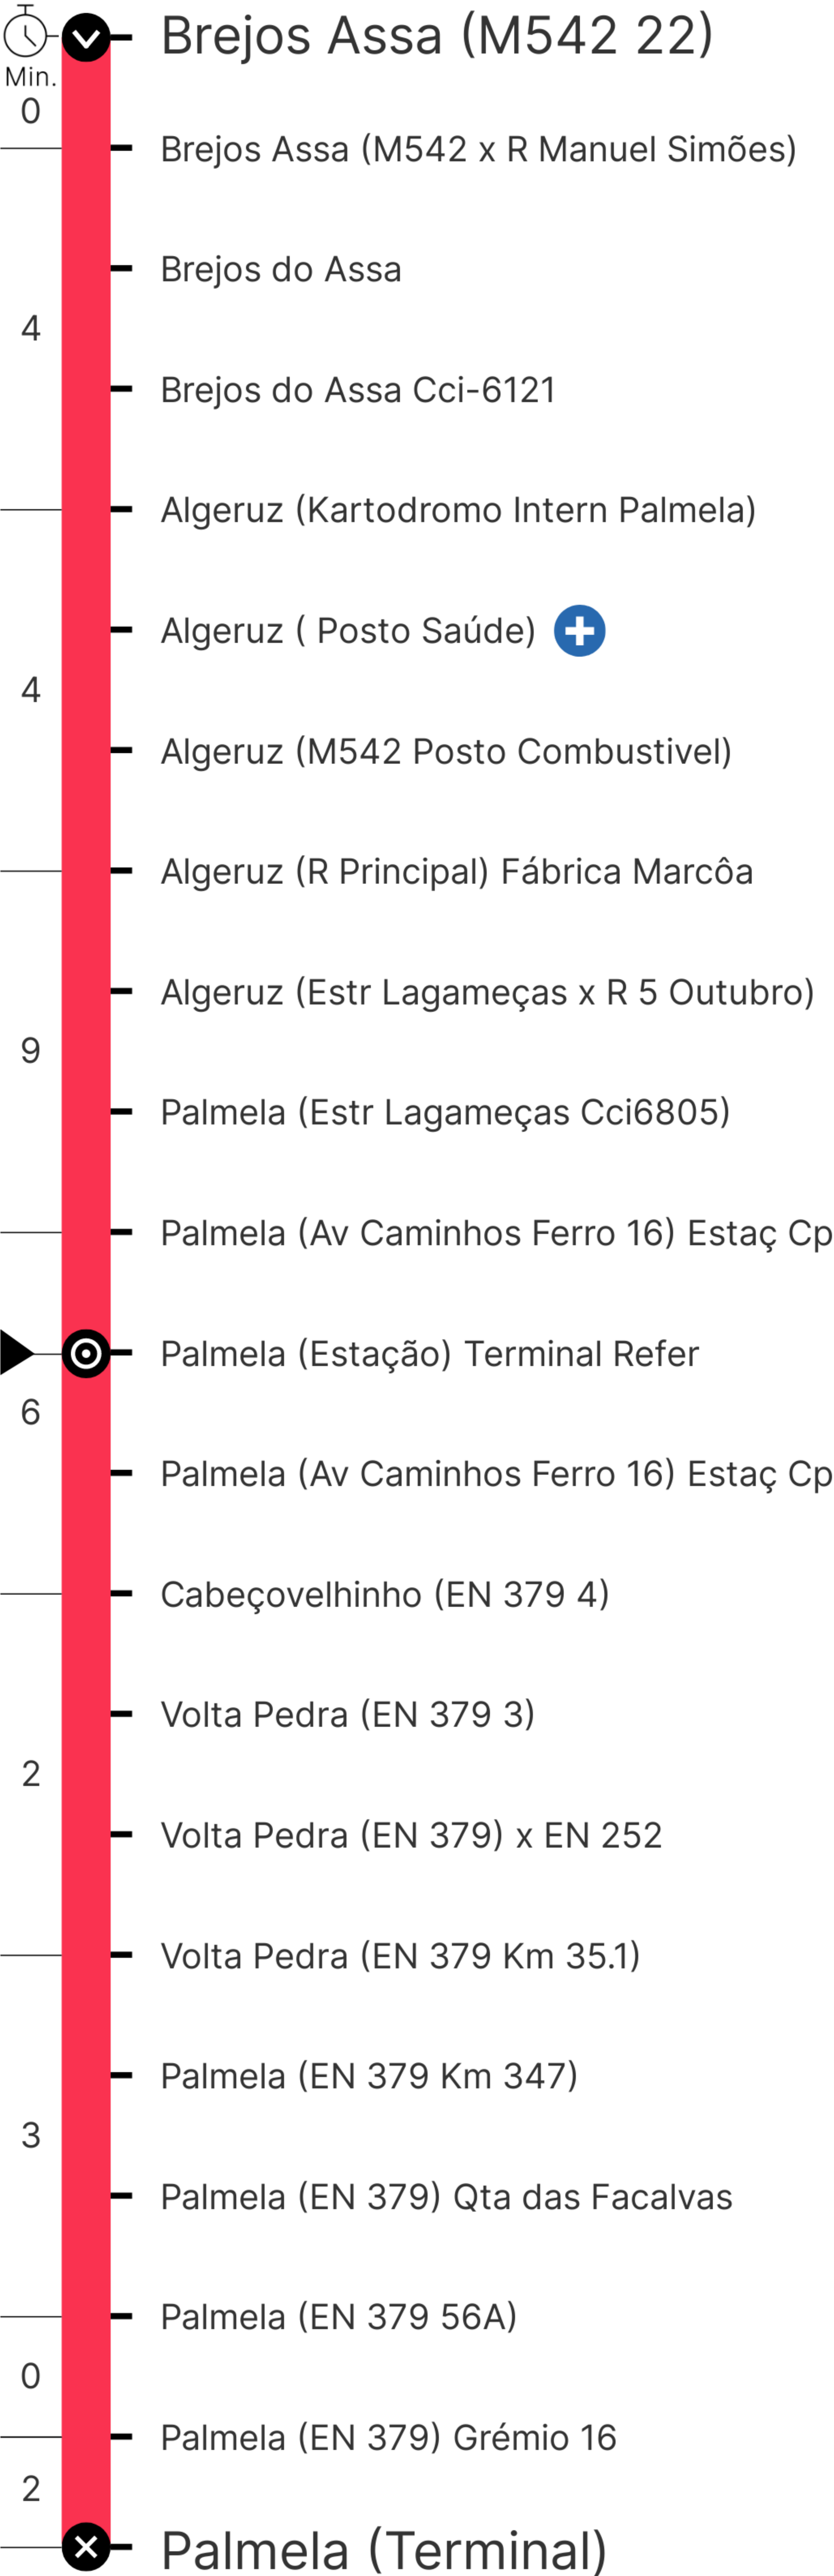 Brejos Assa (M542 22)
Min.
0
Brejos Assa (M542 x R Manuel Simões)
Brejos do Assa
4
Brejos do Assa Cci-6121
Algeruz (Kartodromo Intern Palmela)
Algeruz ( Posto Saúde)
4
Algeruz (M542 Posto Combustivel)
Algeruz (R Principal) Fábrica Marcôa
Algeruz (Estr Lagameças x R 5 Outubro)
9
Palmela (Estr Lagameças Cci6805)
Palmela (Av Caminhos Ferro 16) Estaç Cp
Palmela (Estação) Terminal Refer
6
Palmela (Av Caminhos Ferro 16) Estaç Cp
Cabeçovelhinho (EN 379 4)
Volta Pedra (EN 379 3)
2
Volta Pedra (EN 379) x EN 252
Volta Pedra (EN 379 Km 35.1)
Palmela (EN 379 Km 347)
3
Palmela (EN 379) Qta das Facalvas
Palmela (EN 379 56A)
0
Palmela (EN 379) Grémio 16
2
Palmela (Terminal)